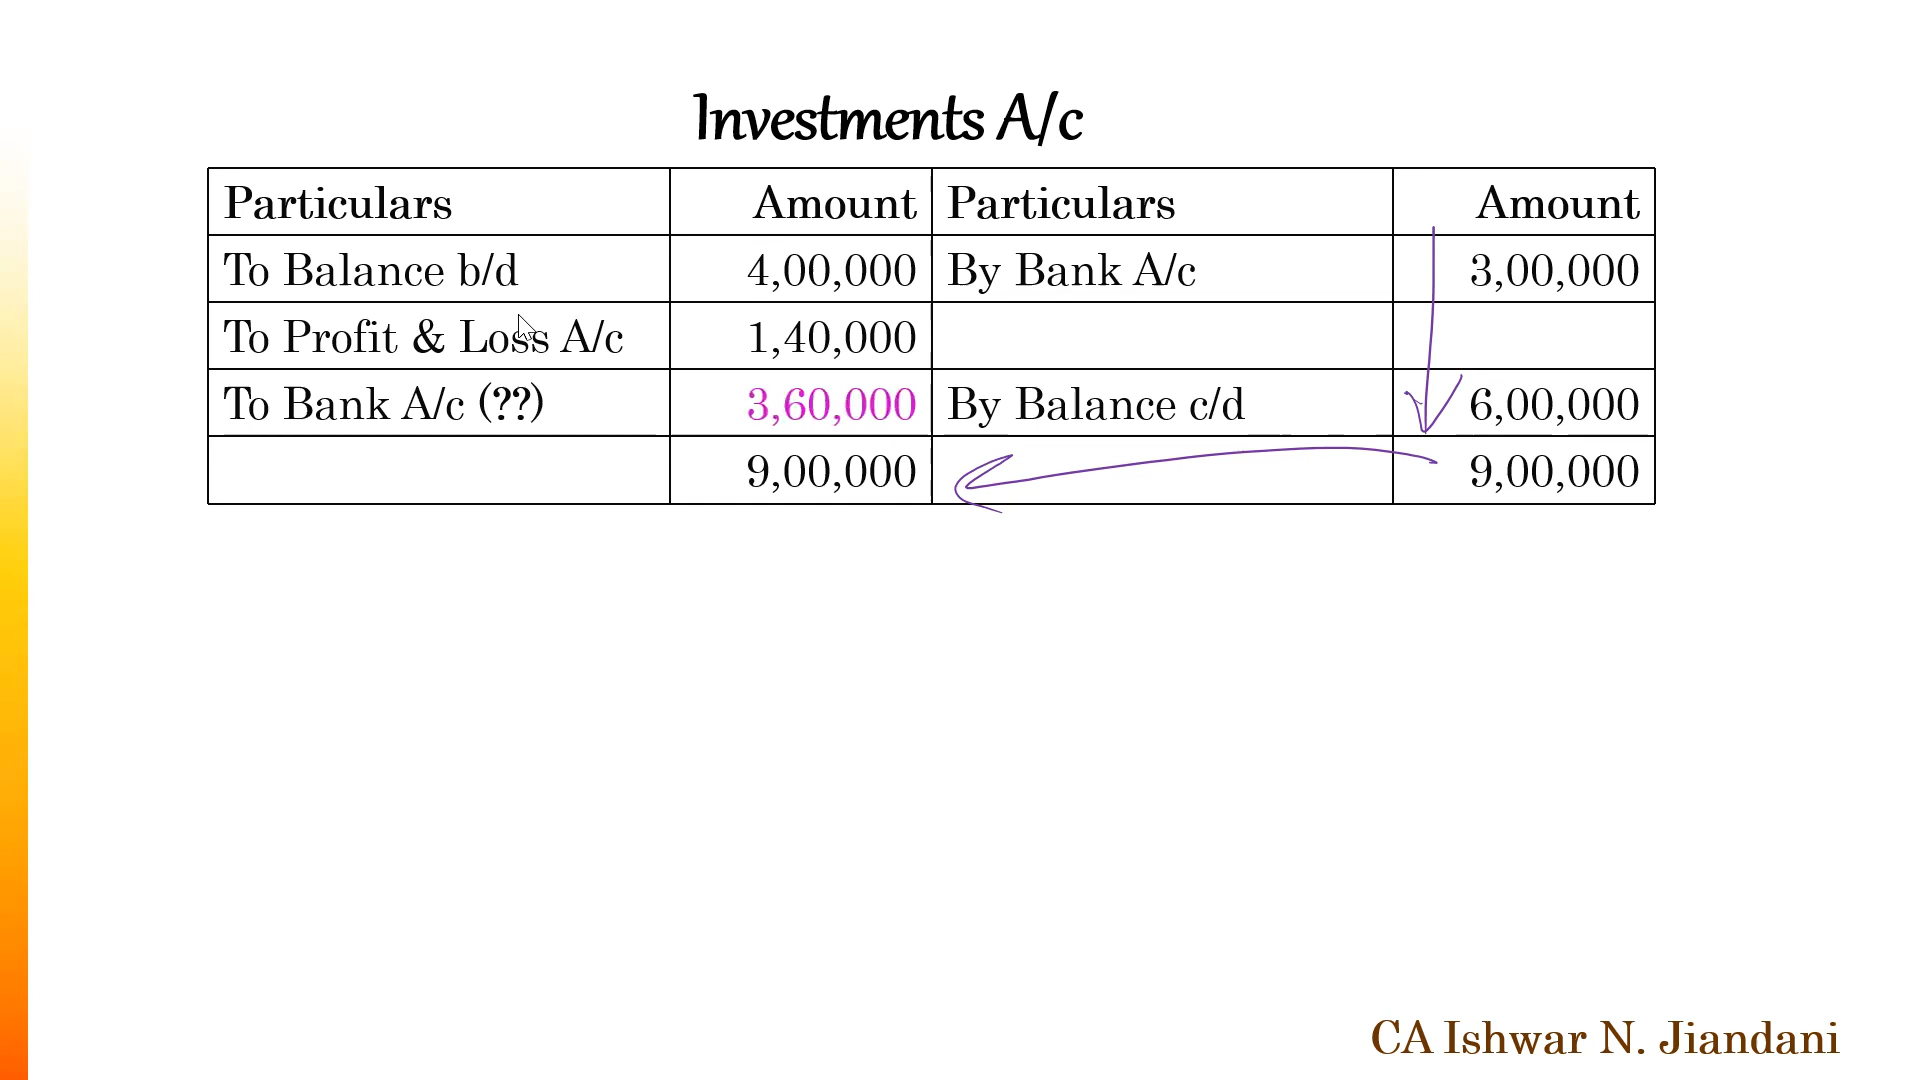 Investments A/c
Particulars Amount Particulars Amount
To Balance b/d 4,00,000 By Bank A/c 3,00,000
To Profit & Loss A/c 1,40,000
To Bank A/c (??) 3,60,000 By Balance c/d 6,00,000
9,00,000 9,00,000
CA Ishwar N. Jiandani